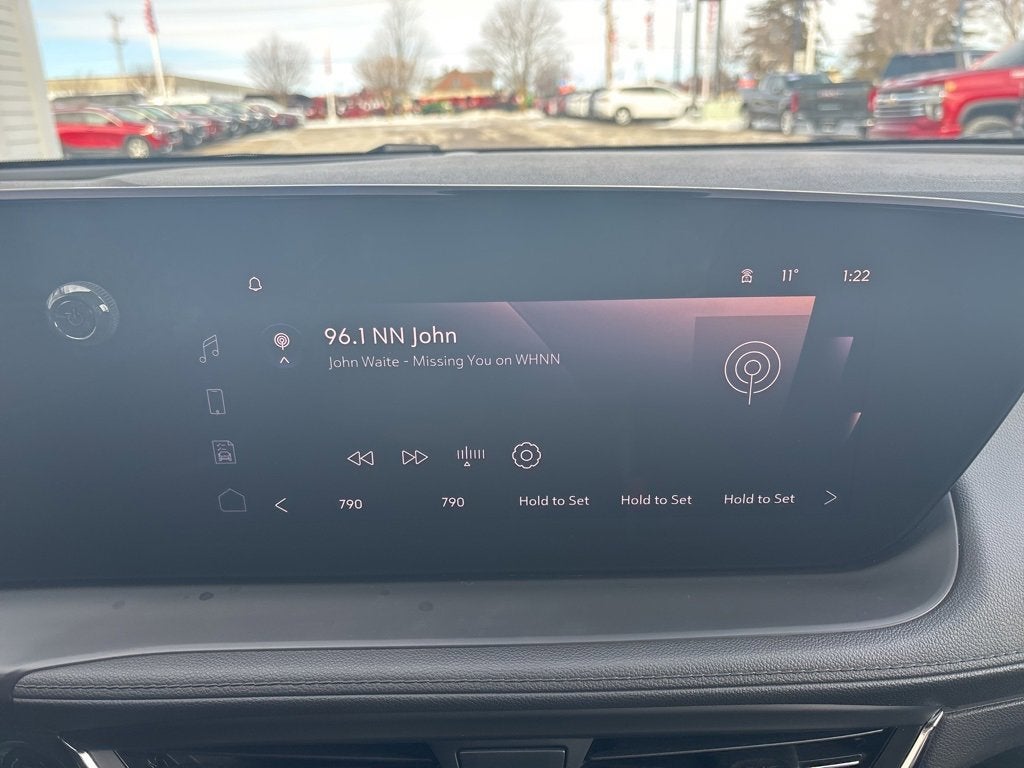 11° 1:22
96.1 NN John
John Waite - Missing You on WHNN
790 790 Hold to Set Hold to Set Hold to Set